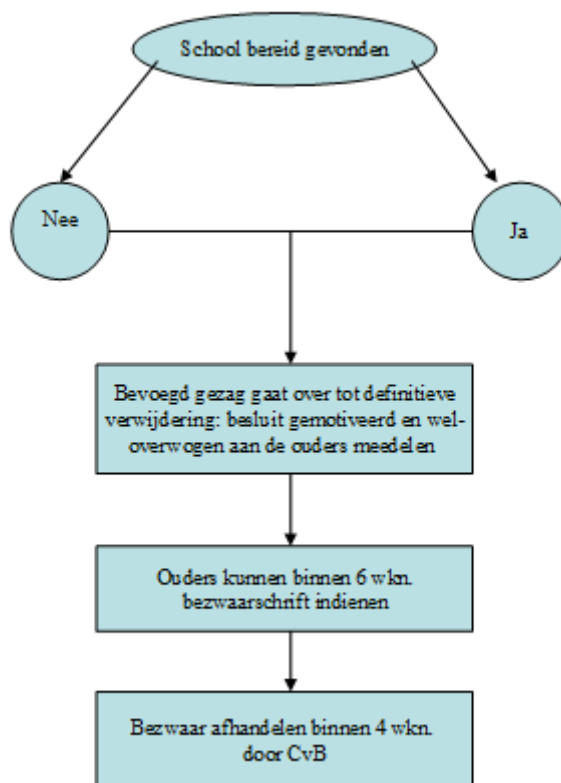 School bereid gevonden
Nee
Ja
Bevoegd gezag gaat over tot definitieve
verwijdering: besluit gemotiveerd en wel-
overwogen aan de ouders meedelen
Ouders kunnen binnen 6 wkn.
bezwaarschrift indienen
Bezwaar afhandelen binnen 4 wkn.
door CvB